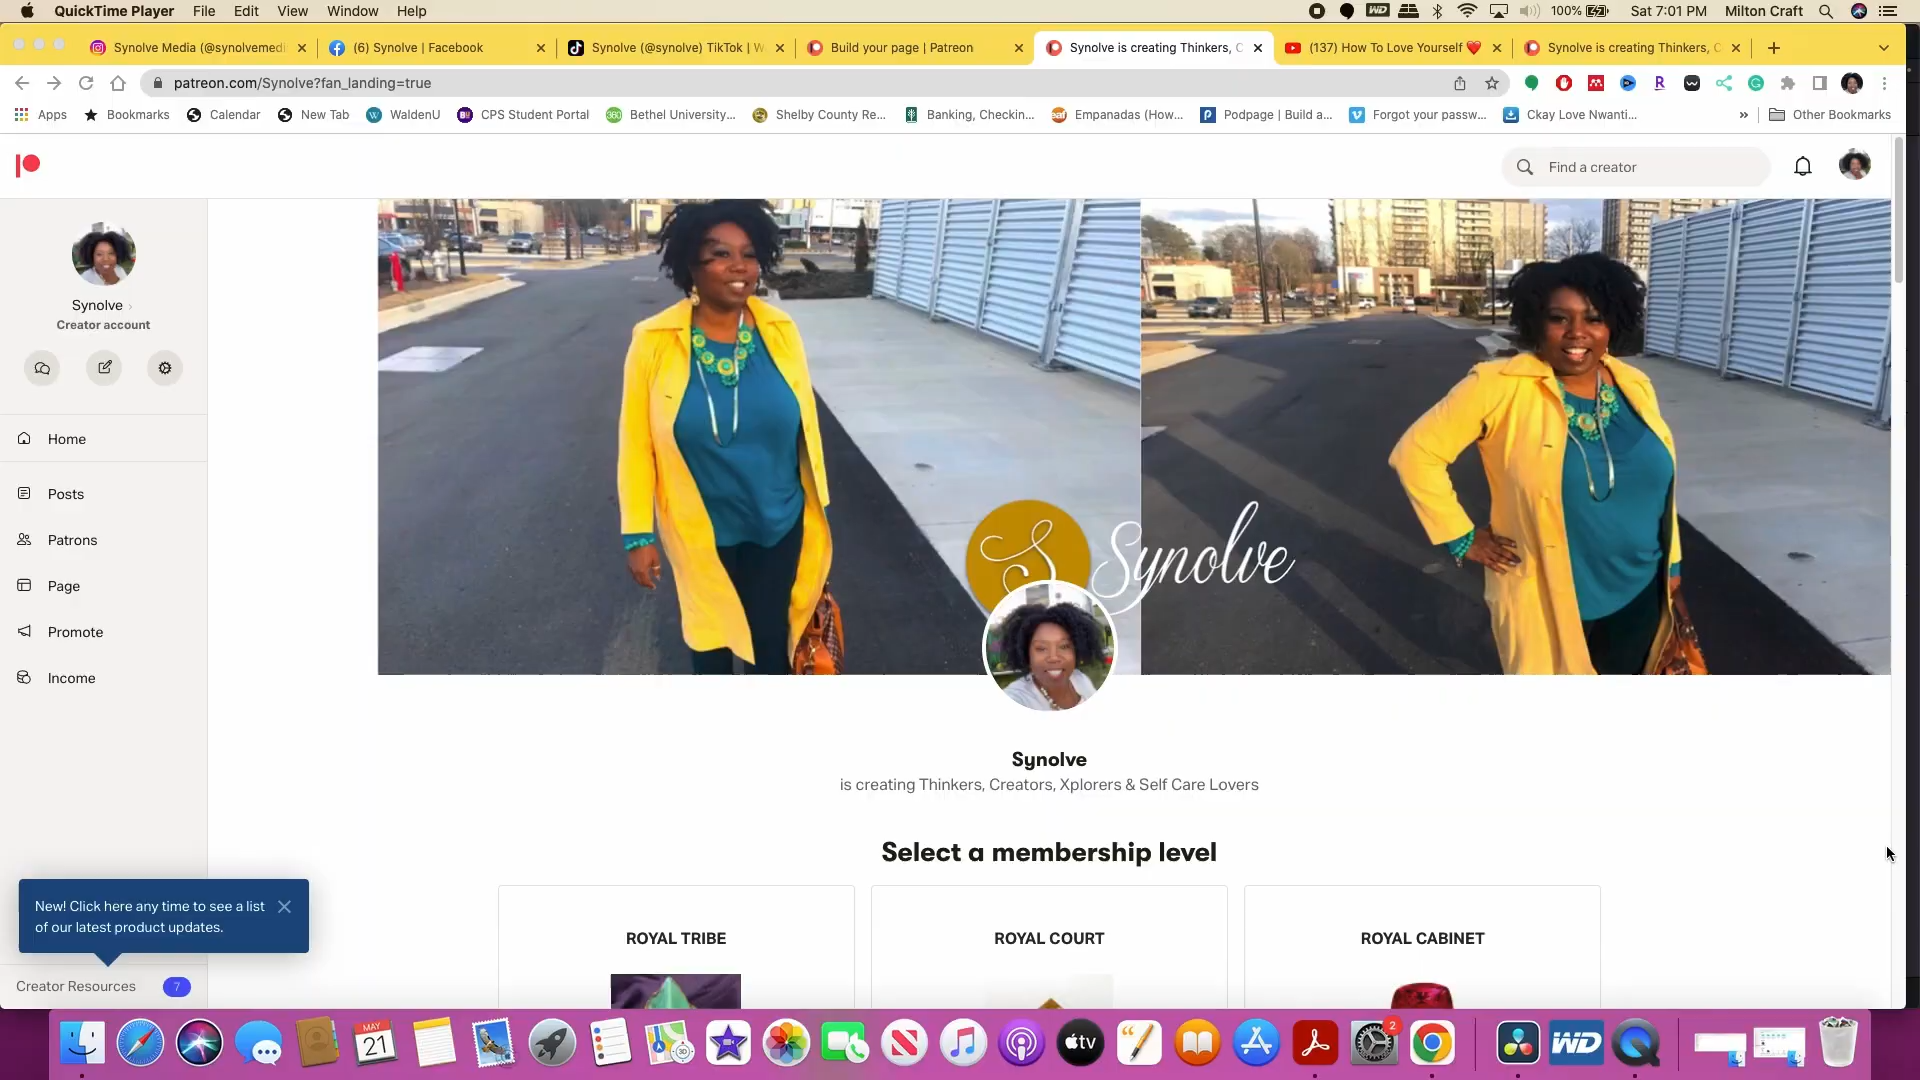 QuickTime Player File Edit View Window Help
100% Sat 7:01 PM Milton Craft
Synolve Media (@synolvemedi
(6) Synolve | Facebook
Synolve (@synolve) TikTok | W
Build your page | Patreon
Synolve is creating Thinkers, C
(137) How To Love Yourself ❤️
Synolve is creating Thinkers, C
patreon.com/Synolve?fan_landing=true
Apps Bookmarks Calendar New Tab WaldenU CPS Student Portal Bethel University... Shelby County Re... Banking, Checkin... Empanadas (How... Podpage | Build a... Forgot your passw... Ckay Love Nwanti... » Other Bookmarks
Find a creator
Synolve
Creator account
Home
Posts
Patrons
Page
Promote
Income
S Synolve
Synolve
is creating Thinkers, Creators, Xplorers & Self Care Lovers
Select a membership level
ROYAL TRIBE ROYAL COURT ROYAL CABINET
New! Click here any time to see a list
of our latest product updates.
Creator Resources 7
MAY
21
3D
tv
2
WD